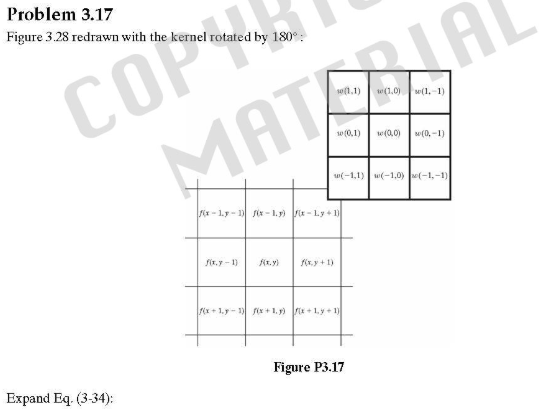 Problem 3.17
Figure 3.28 redrawn with the kernel rotated by 180°:
COPYRIGHT
MATERIAL
w(1,1) w(1,0) w(1,−1)
w(0,1) w(0,0) w(0,−1)
w(−1,1) w(−1,0) w(−1,−1)
f(x − 1, y − 1) f(x − 1, y) f(x − 1, y + 1)
f(x, y − 1) f(x, y) f(x, y + 1)
f(x + 1, y − 1) f(x + 1, y) f(x + 1, y + 1)
Figure P3.17
Expand Eq. (3-34):